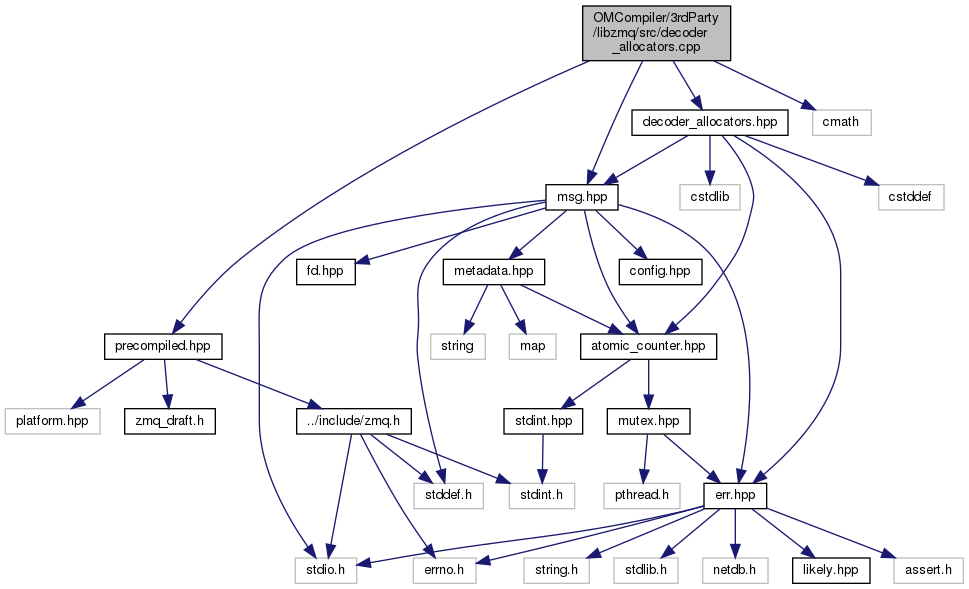 OMCompiler/3rdParty
/libzmq/src/decoder
_allocators.cpp
decoder_allocators.hpp
cmath
msg.hpp
cstdlib
cstddef
fd.hpp
metadata.hpp
config.hpp
precompiled.hpp
string
map
atomic_counter.hpp
platform.hpp
zmq_draft.h
../include/zmq.h
stdint.hpp
mutex.hpp
stddef.h
stdint.h
pthread.h
err.hpp
stdio.h
errno.h
string.h
stdlib.h
netdb.h
likely.hpp
assert.h